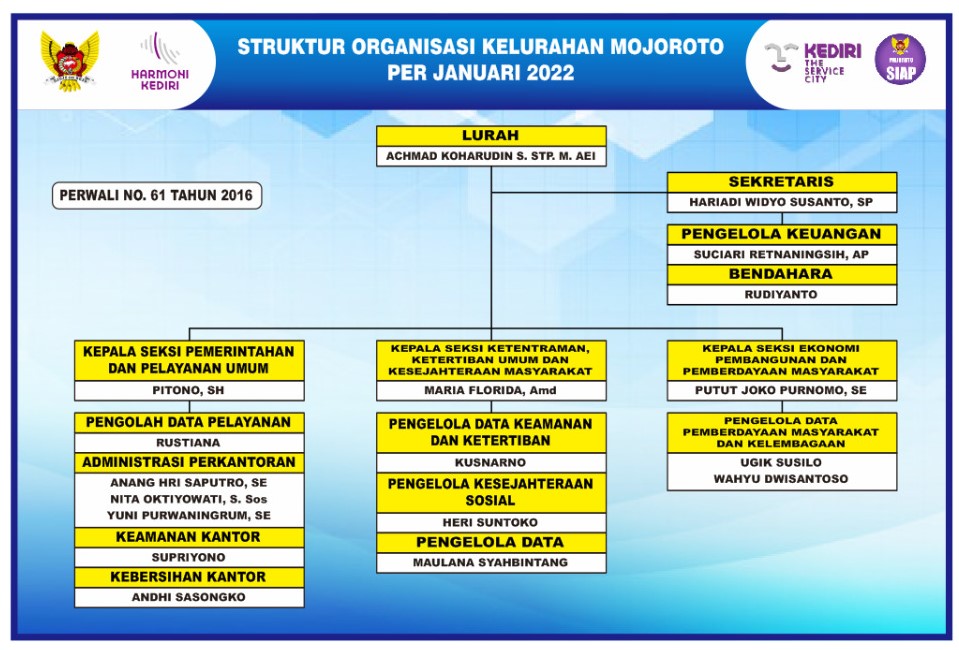 HARMONI
KEDIRI
STRUKTUR ORGANISASI KELURAHAN MOJOROTO
PER JANUARI 2022
KEDIRI
THE
SERVICE
CITY
MOJOROTO
SIAP
LURAH
ACHMAD KOHARUDIN S. STP. M. AEI
PERWALI NO. 61 TAHUN 2016
SEKRETARIS
HARIADI WIDYO SUSANTO, SP
PENGELOLA KEUANGAN
SUCIARI RETNANINGSIH, AP
BENDAHARA
RUDIYANTO
KEPALA SEKSI PEMERINTAHAN
DAN PELAYANAN UMUM
PITONO, SH
PENGOLAH DATA PELAYANAN
RUSTIANA
ADMINISTRASI PERKANTORAN
ANANG HRI SAPUTRO, SE
NITA OKTIYOWATI, S. Sos
YUNI PURWANINGRUM, SE
KEAMANAN KANTOR
SUPRIYONO
KEBERSIHAN KANTOR
ANDHI SASONGKO
KEPALA SEKSI KETENTRAMAN,
KETERTIBAN UMUM DAN
KESEJAHTERAAN MASYARAKAT
MARIA FLORIDA, Amd
PENGELOLA DATA KEAMANAN
DAN KETERTIBAN
KUSNARNO
PENGELOLA KESEJAHTERAAN
SOSIAL
HERI SUNTOKO
PENGELOLA DATA
MAULANA SYAHBINTANG
KEPALA SEKSI EKONOMI
PEMBANGUNAN DAN
PEMBERDAYAAN MASYARAKAT
PUTUT JOKO PURNOMO, SE
PENGELOLA DATA
PEMBERDAYAAN MASYARAKAT
DAN KELEMBAGAAN
UGIK SUSILO
WAHYU DWISANTOSO